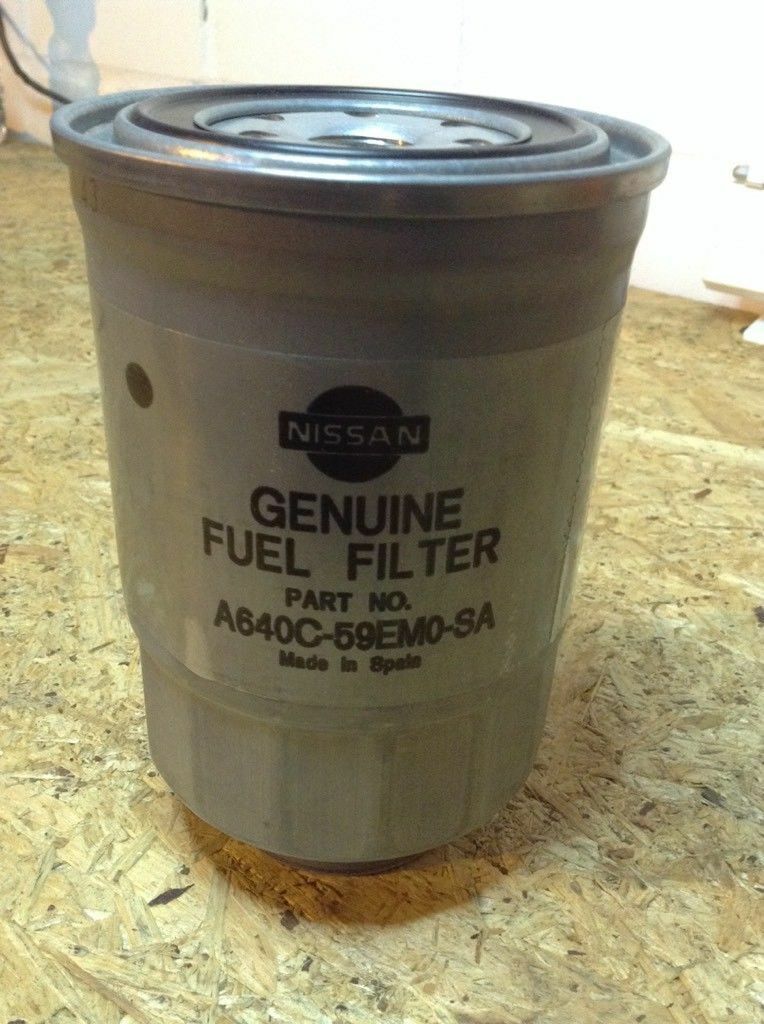 NISSAN
GENUINE
FUEL FILTER
PART NO.
A640C-59EM0-SA
Made in Spain